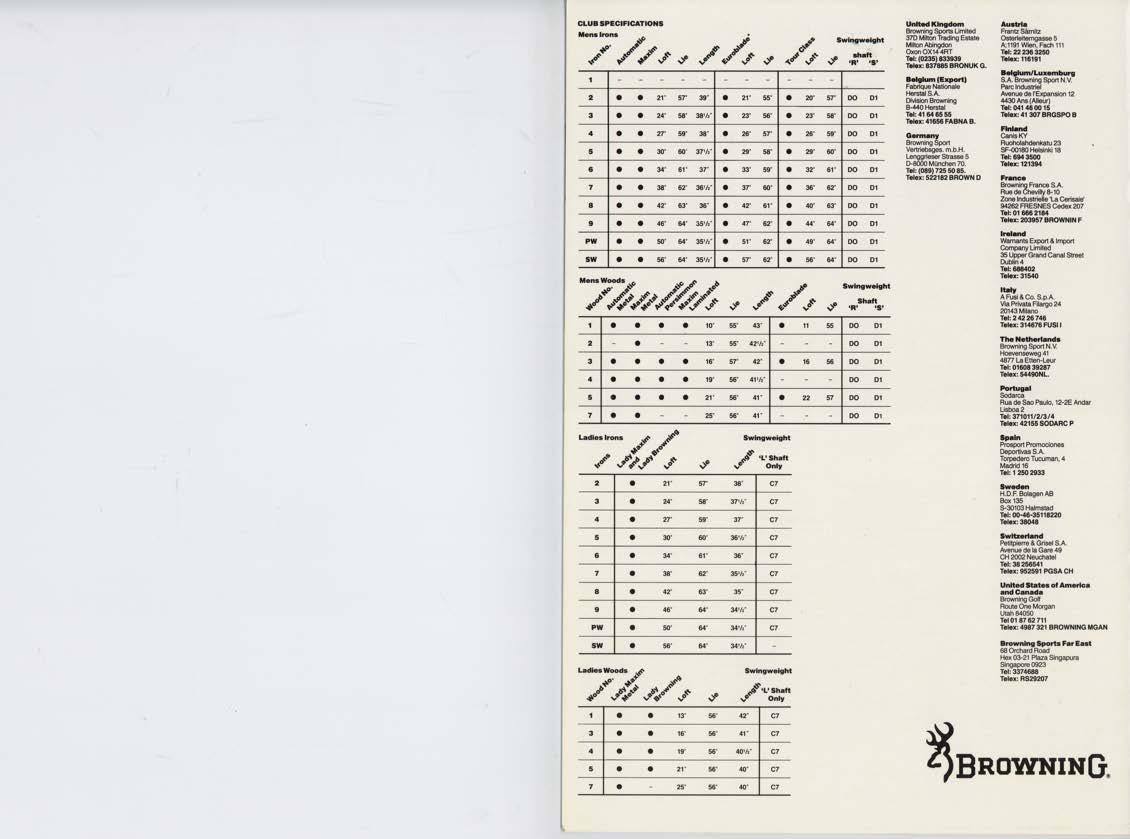 CLUB SPECIFICATIONS
Mens Irons
Iron No. Automatic Maxim Loft Lie Length Euroblade* Loft Lie Tour Class Loft Lie Swingweight shaft 'R' 'S'
1 – – – – – – – – – – –
2 ● ● 21° 57° 39" ● 21° 55° ● 20° 57° DO D1
3 ● ● 24° 58° 38½" ● 23° 56° ● 23° 58° DO D1
4 ● ● 27° 59° 38" ● 26° 57° ● 26° 59° DO D1
5 ● ● 30° 60° 37½" ● 29° 58° ● 29° 60° DO D1
6 ● ● 34° 61° 37" ● 33° 59° ● 32° 61° DO D1
7 ● ● 38° 62° 36½" ● 37° 60° ● 36° 62° DO D1
8 ● ● 42° 63° 36" ● 42° 61° ● 40° 63° DO D1
9 ● ● 46° 64° 35½" ● 47° 62° ● 44° 64° DO D1
PW ● ● 50° 64° 35½" ● 51° 62° ● 49° 64° DO D1
SW ● ● 56° 64° 35½" ● 57° 62° ● 56° 64° DO D1
Mens Woods
Wood No. Automatic Metal Maxim Metal Automatic Persimmon Maxim Laminated Loft Lie Length Euroblade Loft Lie Swingweight Shaft 'R' 'S'
1 ● ● ● ● 10° 55° 43" ● 11 55 DO D1
2 – ● – – 13° 55° 42½" – – – DO D1
3 ● ● ● ● 16° 57° 42" ● 16 56 DO D1
4 ● ● ● ● 19° 56° 41½" – – – DO D1
5 ● ● ● ● 21° 56° 41" ● 22 57 DO D1
7 ● ● – – 25° 56° 41" – – – DO D1
Ladies Irons
Irons Lady Maxim and Lady Browning Loft Lie Length Swingweight 'L' Shaft Only
2 ● 21° 57° 38" C7
3 ● 24° 58° 37½" C7
4 ● 27° 59° 37" C7
5 ● 30° 60° 36½" C7
6 ● 34° 61° 36" C7
7 ● 38° 62° 35½" C7
8 ● 42° 63° 35" C7
9 ● 46° 64° 34½" C7
PW ● 50° 64° 34½" C7
SW ● 56° 64° 34½" –
Ladies Woods
Wood No. Lady Maxim Metal Lady Browning Loft Lie Length Swingweight 'L' Shaft Only
1 ● ● 13° 56° 42" C7
3 ● ● 16° 56° 41" C7
4 ● ● 19° 56° 40½" C7
5 ● ● 21° 56° 40" C7
7 ● – 25° 56° 40" C7
United Kingdom
Browning Sports Limited
37D Milton Trading Estate
Milton Abingdon
Oxon OX14 4RT
Tel: (0235) 833939
Telex: 837885 BRONUK G.
Belgium (Export)
Fabrique Nationale
Herstal S.A.
Division Browning
B-440 Herstal
Tel: 41 64 65 55
Telex: 41656 FABNA B.
Germany
Browning Sport
Vertriebsges. m.b.H.
Lenggrieser Strasse 5
D-8000 München 70.
Tel: (089) 725 50 85.
Telex: 522182 BROWN D
Austria
Frantz Sämitz
Osterleitengasse 5
A;1191 Wien, Fach 111
Tel: 22 236 3250
Telex: 116191
Belgium/Luxemburg
S.A. Browning Sport N.V.
Parc Industriel
Avenue de l'Expansion 12
4430 Ans (Alleur)
Tel: 041 46 00 15
Telex: 41 307 BRGSPO B
Finland
Canis KY
Ruoholahdenkatu 23
SF-00180 Helsinki 18
Tel: 694 3500
Telex: 121394
France
Browning France S.A.
Rue de Chevilly 8-10
Zone Industrielle 'La Cerisaie'
94262 FRESNES Cedex 207
Tel: 01 666 2184
Telex: 203957 BROWNIN F
Ireland
Warnants Export & Import
Company Limited
35 Upper Grand Canal Street
Dublin 4
Tel: 688402
Telex: 31540
Italy
A Fusi & Co. S.p.A.
Via Privata Filargo 24
20143 Milano
Tel: 2 42 26 746
Telex: 314676 FUSI I
The Netherlands
Browning Sport N.V.
Hoevenseweg 41
4877 La Etten-Leur
Tel: 01608 39287
Telex: 54490NL.
Portugal
Sodarca
Rua de Sao Paulo, 12-2E Andar
Lisboa 2
Tel: 371011/2/3/4
Telex: 42155 SODARC P
Spain
Prosport Promociones
Deportivas S.A.
Torpedero Tucuman, 4
Madrid 16
Tel: 1 250 2933
Sweden
H.D.F. Bolagen AB
Box 135
S-30103 Halmstad
Tel: 00-46-35118220
Telex: 38048
Switzerland
Petitpierre & Grisel S.A.
Avenue de la Gare 49
CH 2002 Neuchatel
Tel: 38 256541
Telex: 952591 PGSA CH
United States of America
and Canada
Browning Golf
Route One Morgan
Utah 84050
Tel 01 87 62 711
Telex: 4987 321 BROWNING MGAN
Browning Sports Far East
68 Orchard Road
Hex 03-21 Plaza Singapura
Singapore 0923
Tel: 3374688
Telex: RS29207
BROWNING®